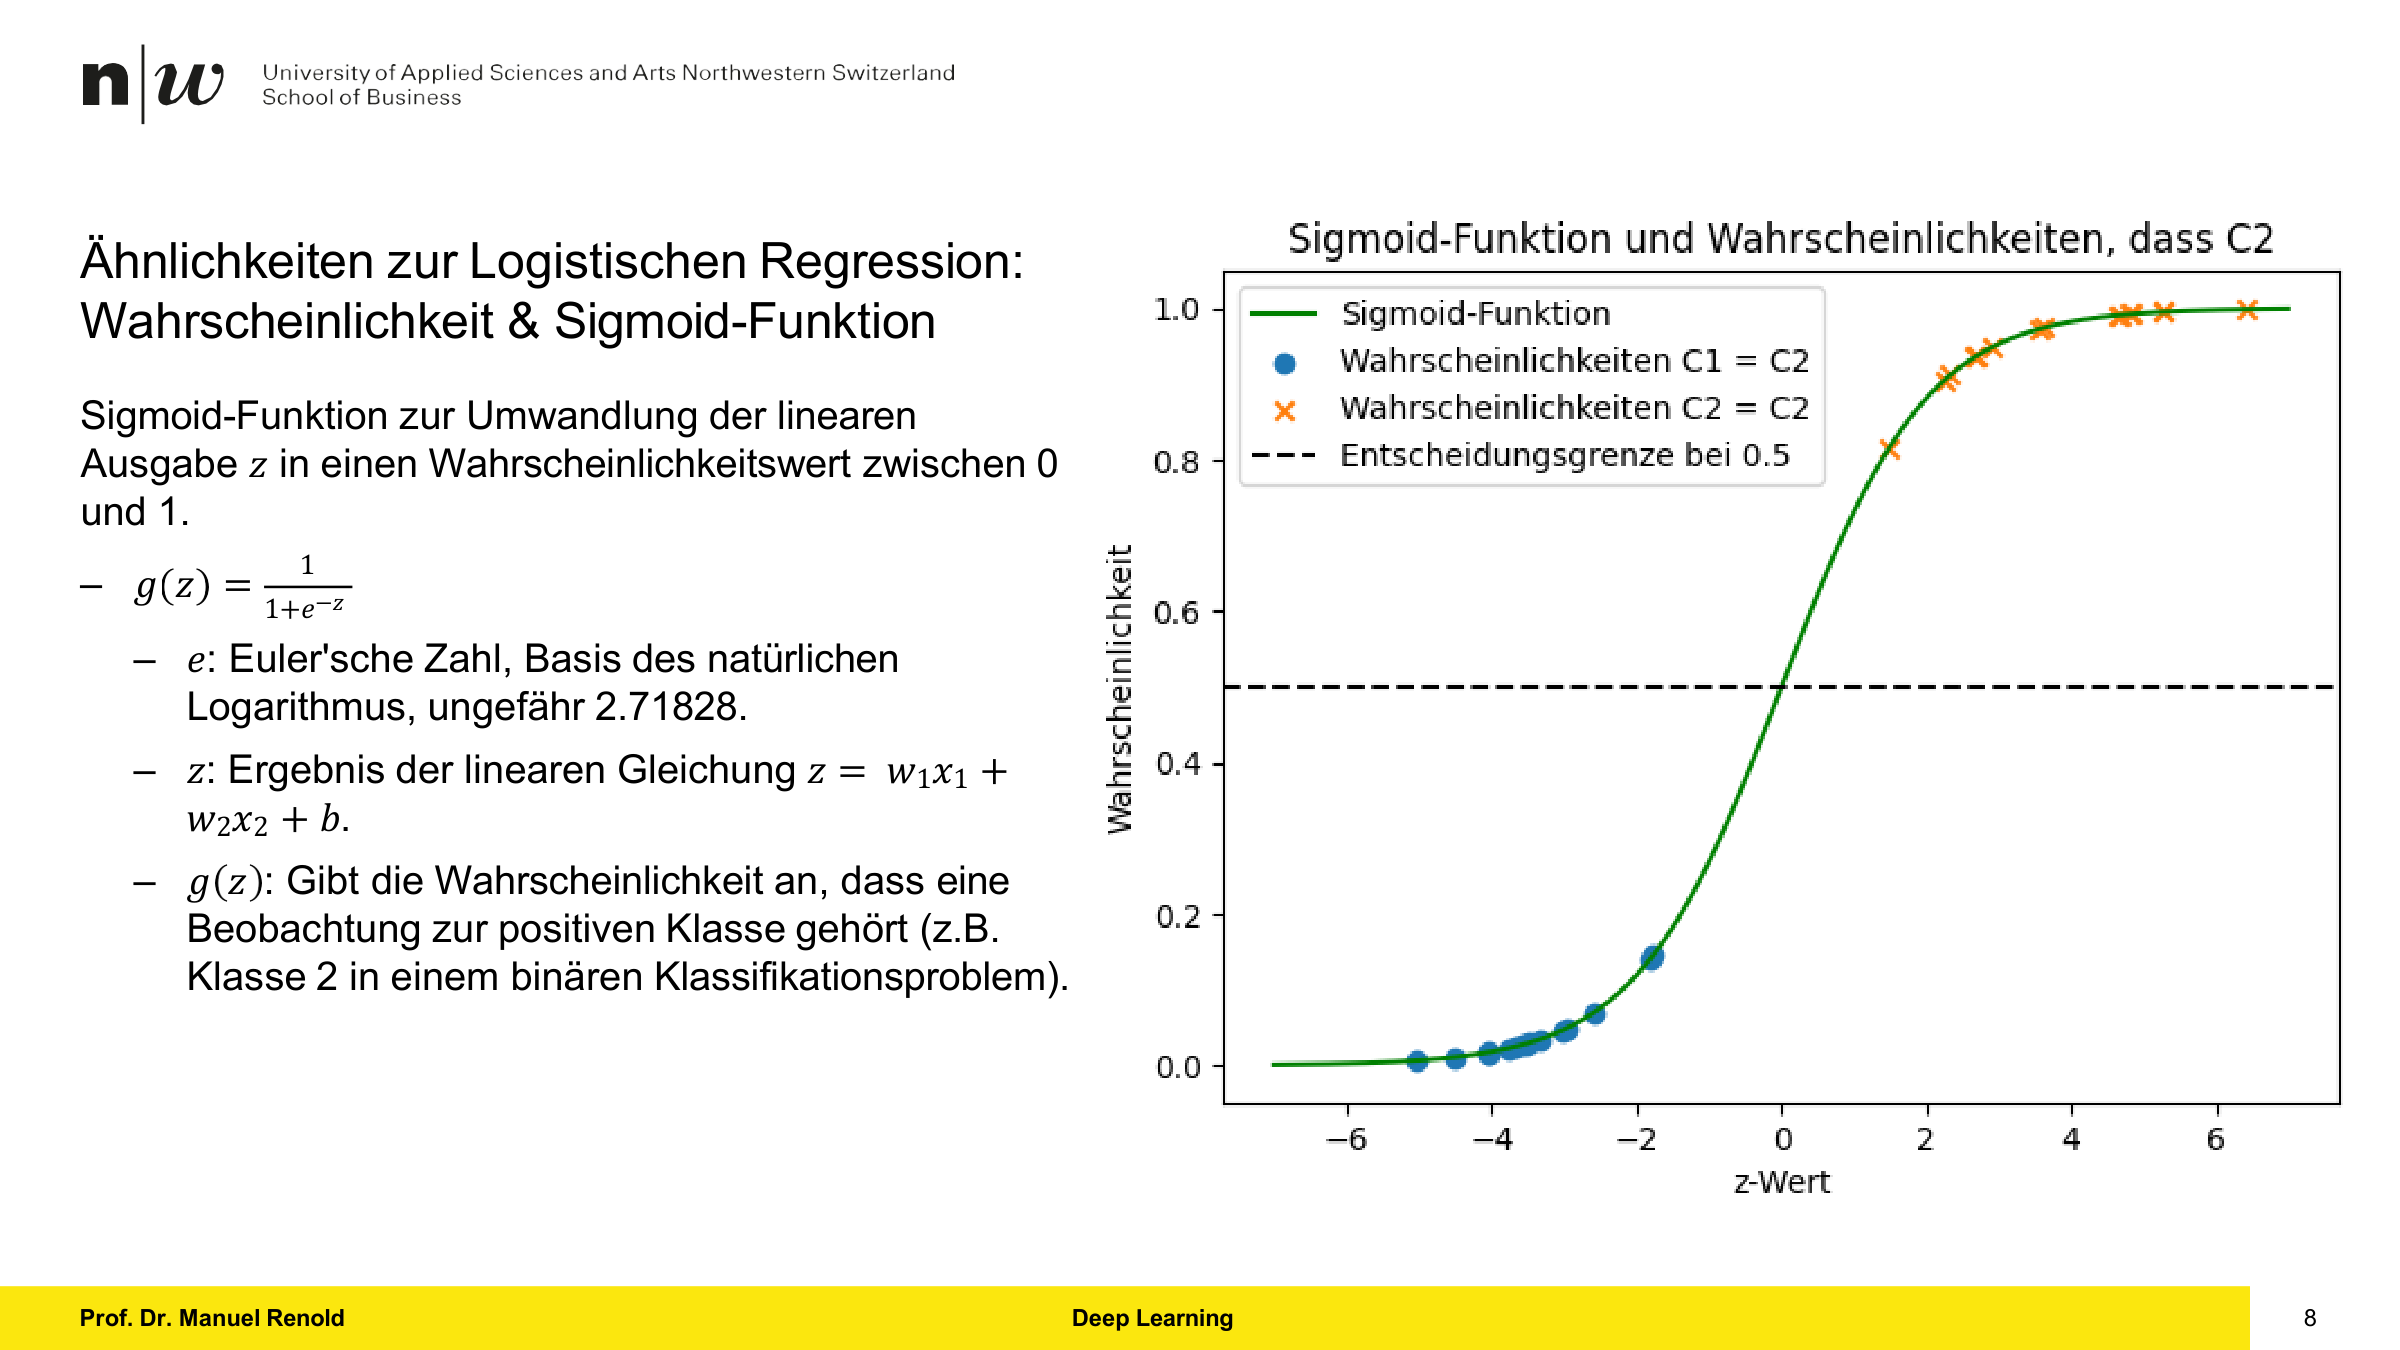 n|w
University of Applied Sciences and Arts Northwestern Switzerland
School of Business
Ähnlichkeiten zur Logistischen Regression:
Wahrscheinlichkeit & Sigmoid-Funktion
Sigmoid-Funktion zur Umwandlung der linearen
Ausgabe z in einen Wahrscheinlichkeitswert zwischen 0
und 1.
– g(z) = 1/(1+e^−z)
– e: Euler'sche Zahl, Basis des natürlichen
Logarithmus, ungefähr 2.71828.
– z: Ergebnis der linearen Gleichung z = w₁x₁ +
w₂x₂ + b.
– g(z): Gibt die Wahrscheinlichkeit an, dass eine
Beobachtung zur positiven Klasse gehört (z.B.
Klasse 2 in einem binären Klassifikationsproblem).
Sigmoid-Funktion und Wahrscheinlichkeiten, dass C2
Sigmoid-Funktion
Wahrscheinlichkeiten C1 = C2
Wahrscheinlichkeiten C2 = C2
Entscheidungsgrenze bei 0.5
Wahrscheinlichkeit
1.0
0.8
0.6
0.4
0.2
0.0
−6 −4 −2 0 2 4 6
z-Wert
Prof. Dr. Manuel Renold Deep Learning 8